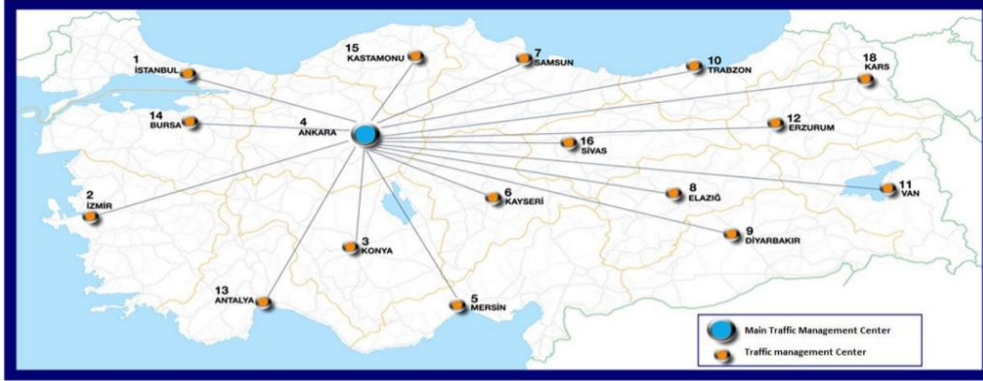 1
İSTANBUL
15
KASTAMONU
7
SAMSUN
10
TRABZON
18
KARS
14
BURSA
4
ANKARA
12
ERZURUM
16
SİVAS
2
İZMİR
6
KAYSERİ
8
ELAZIĞ
11
VAN
3
KONYA
9
DİYARBAKIR
13
ANTALYA
5
MERSİN
Main Traffic Management Center
Traffic management Center